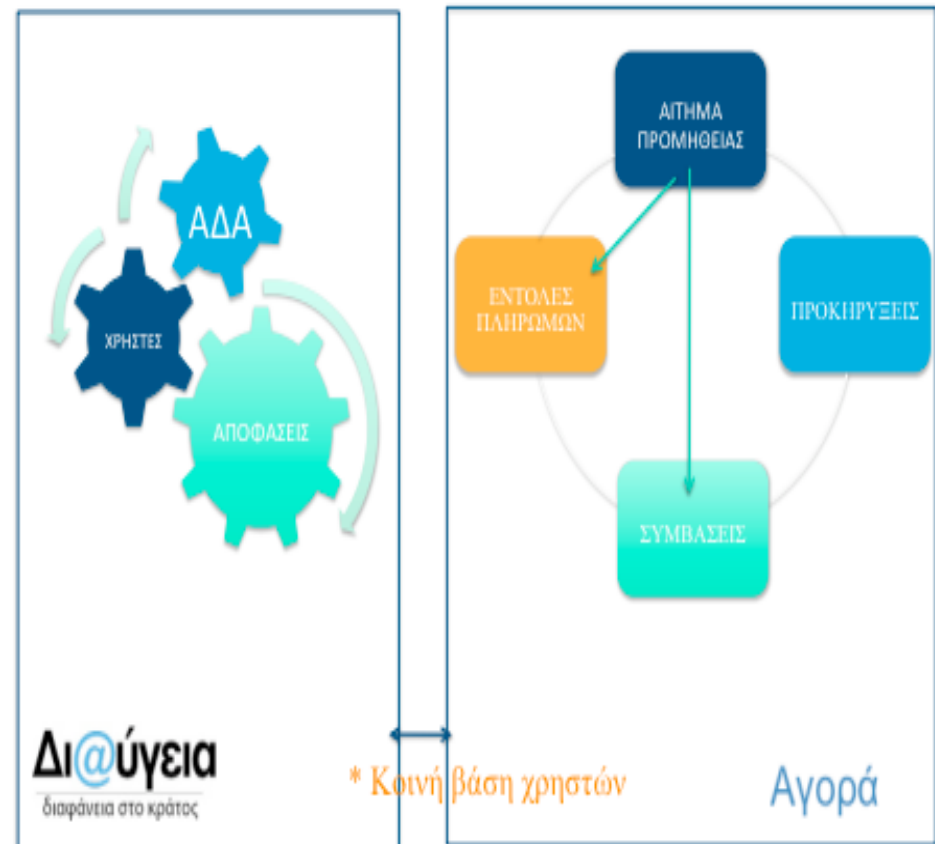 ΑΔΑ
ΧΡΗΣΤΕΣ
ΑΠΟΦΑΣΕΙΣ
Δι@ύγεια
διαφάνεια στο κράτος
ΑΙΤΗΜΑ
ΠΡΟΜΗΘΕΙΑΣ
ΕΝΤΟΛΕΣ
ΠΛΗΡΩΜΩΝ
ΠΡΟΚΗΡΥΞΕΙΣ
ΣΥΜΒΑΣΕΙΣ
* Κοινή βάση χρηστών
Αγορά